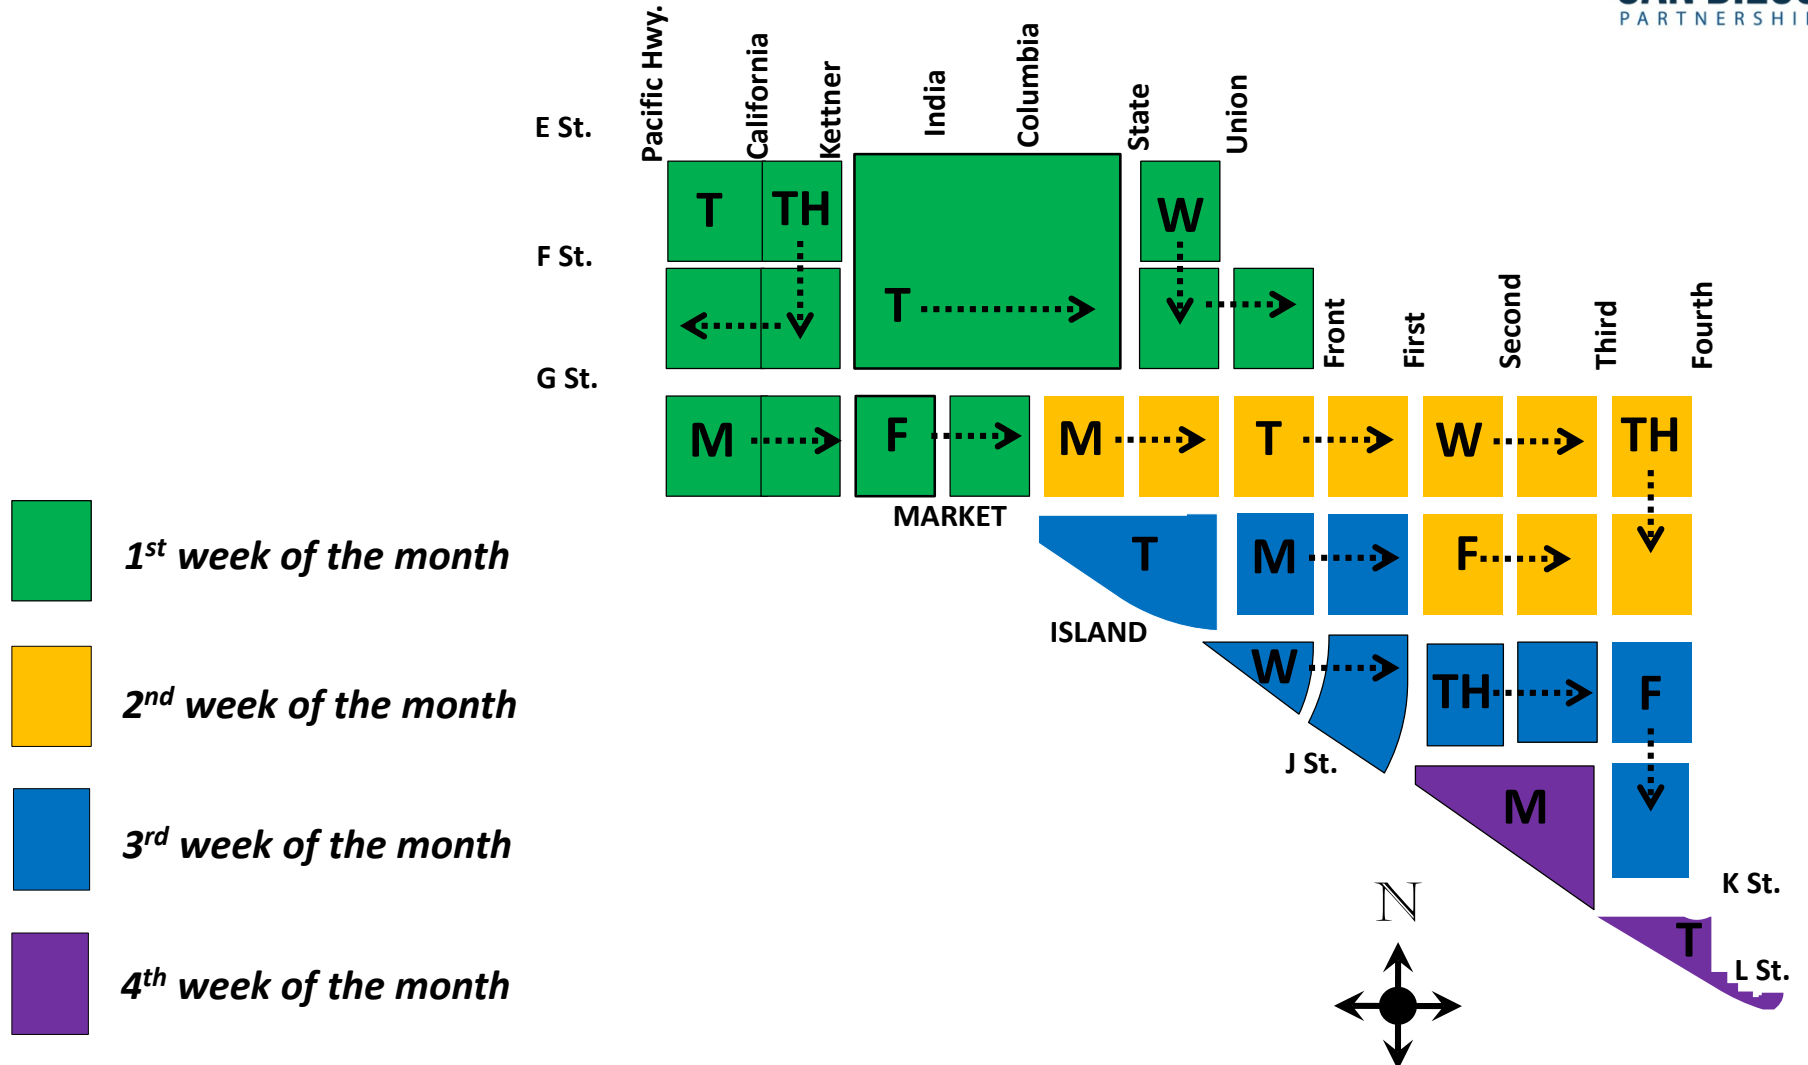 PARTNERSHIP
Pacific Hwy.
California
Kettner
India
Columbia
State
Union
E St.
T
TH
W
F St.
T
Front
First
Second
Third
Fourth
G St.
M
F
M
T
W
TH
MARKET
1st week of the month
T
M
F
ISLAND
2nd week of the month
W
TH
F
J St.
3rd week of the month
M
K St.
N
4th week of the month
T
L St.